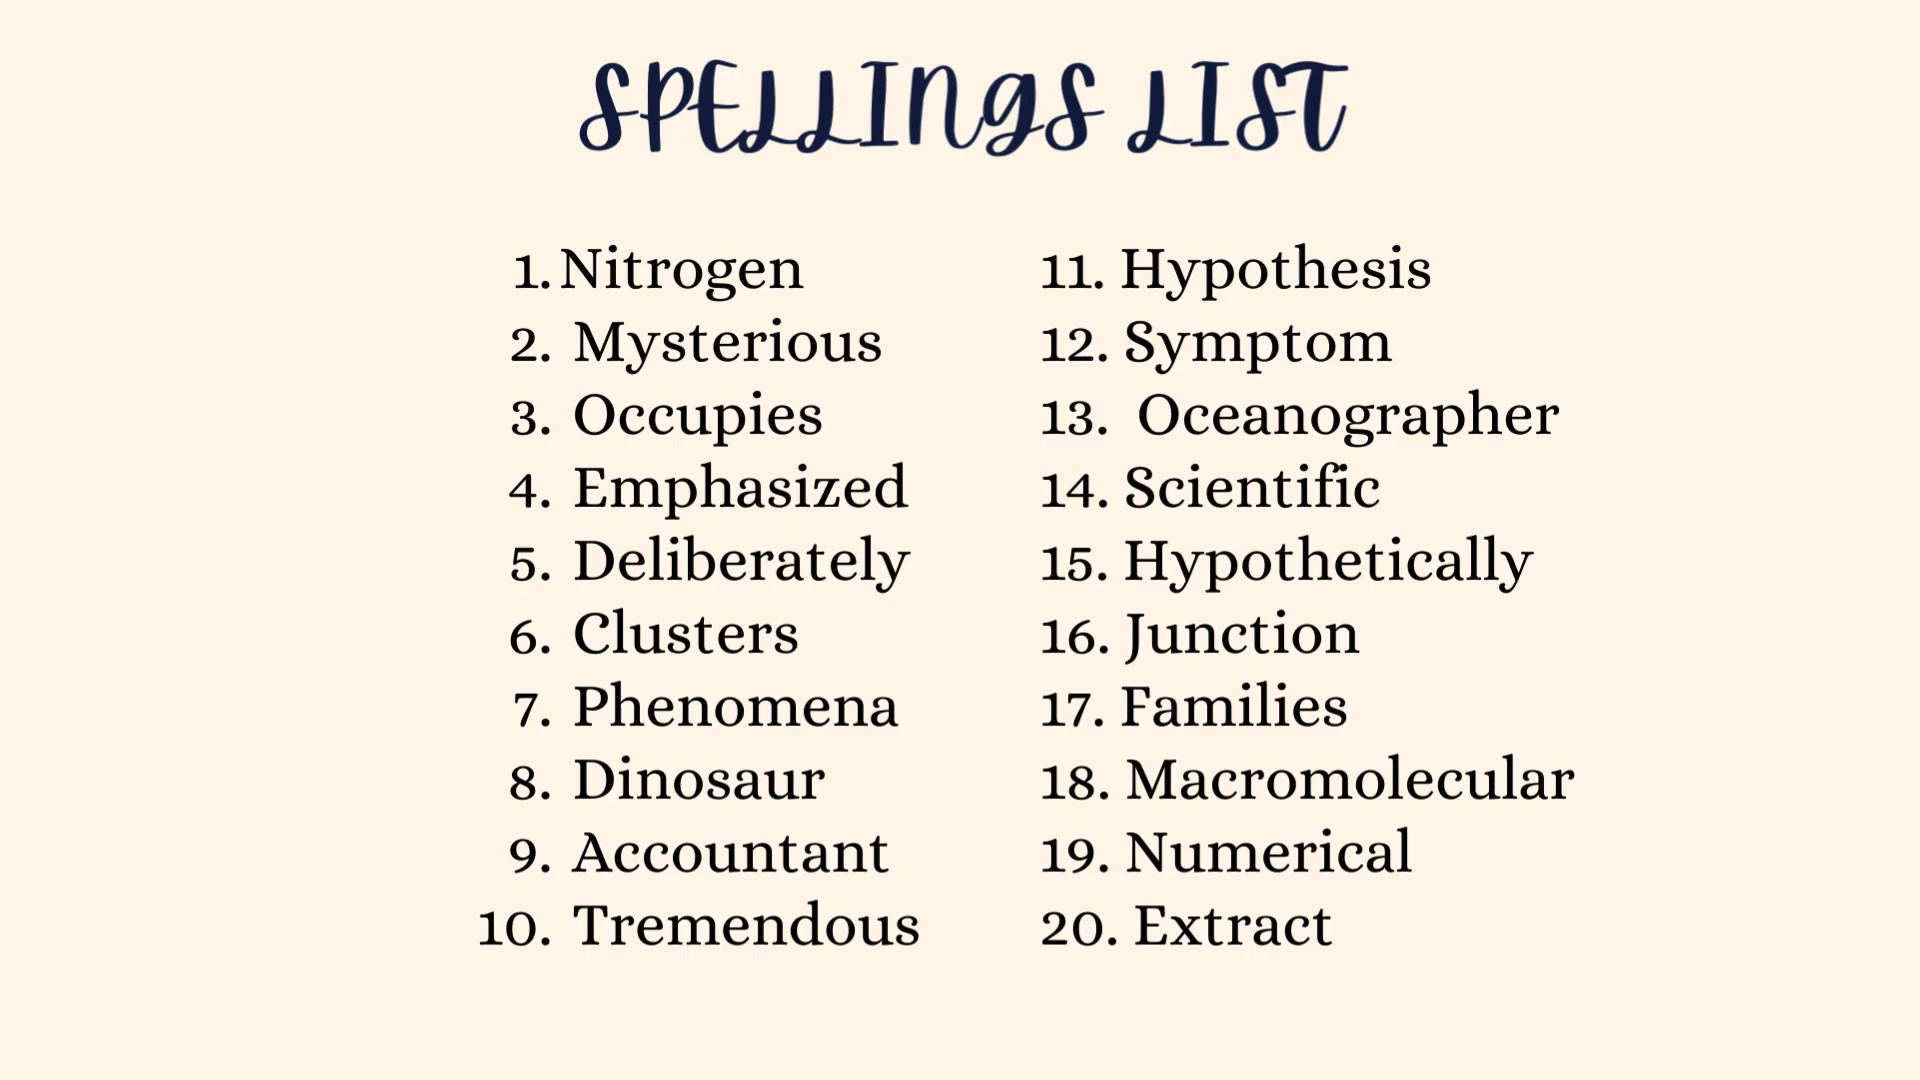 SPELLINgS LIST
1. Nitrogen
2. Mysterious
3. Occupies
4. Emphasized
5. Deliberately
6. Clusters
7. Phenomena
8. Dinosaur
9. Accountant
10. Tremendous
11. Hypothesis
12. Symptom
13. Oceanographer
14. Scientific
15. Hypothetically
16. Junction
17. Families
18. Macromolecular
19. Numerical
20. Extract